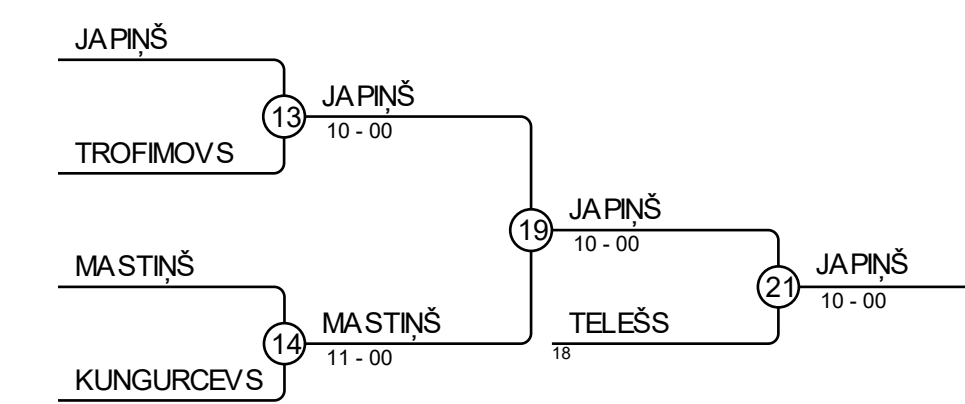 JAPIŅŠ
13
JAPIŅŠ
10 - 00
TROFIMOVS
19
JAPIŅŠ
10 - 00
MASTIŅŠ
21
JAPIŅŠ
10 - 00
14
MASTIŅŠ
11 - 00
TELEŠS
18
KUNGURCEVS